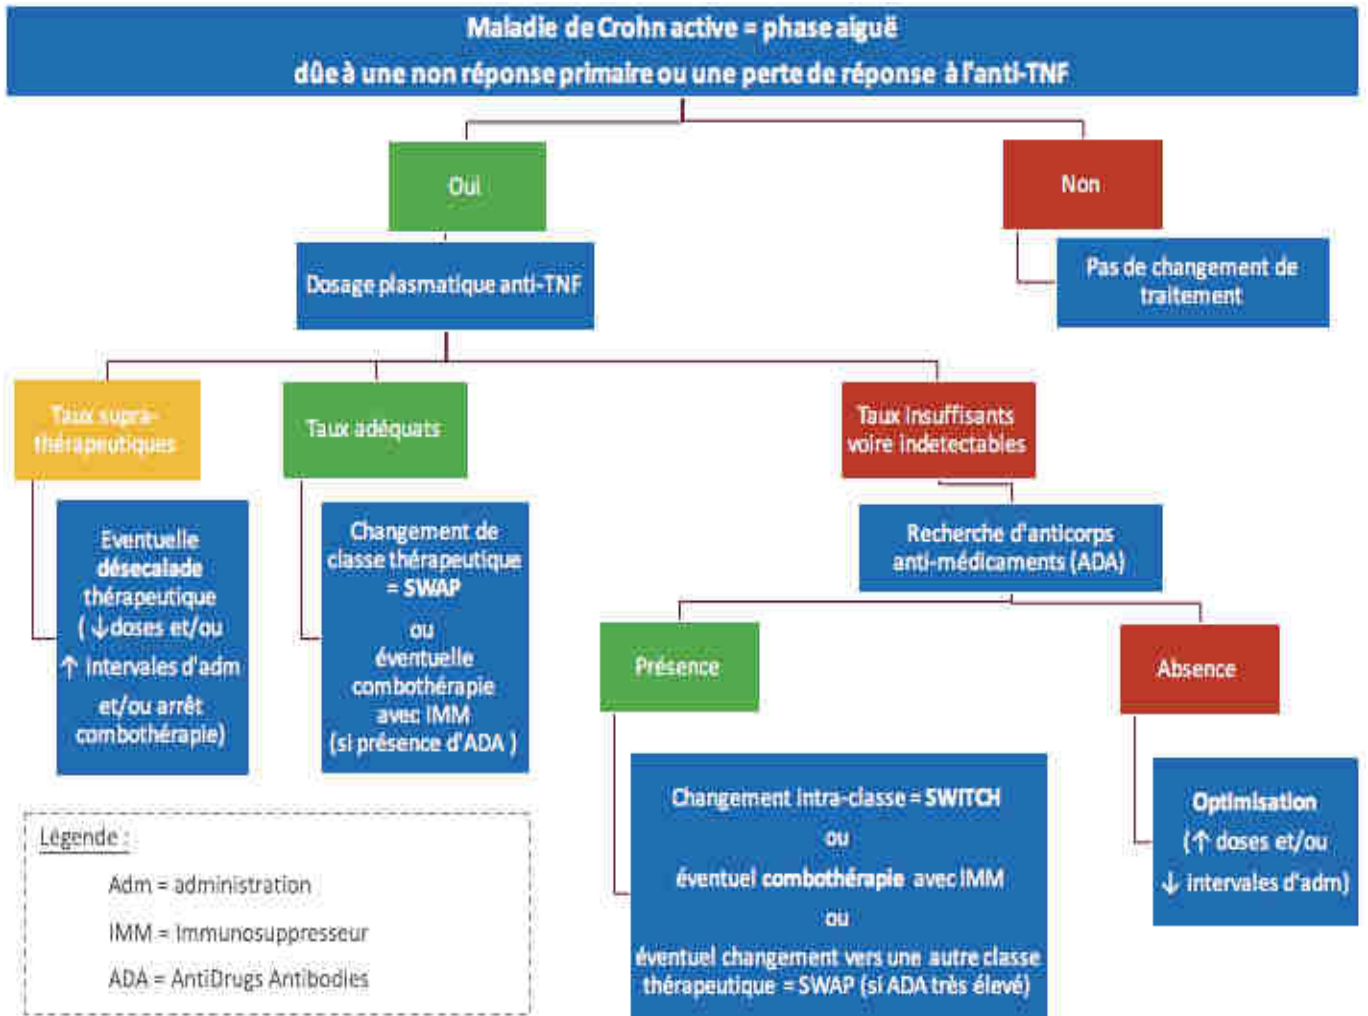 Maladie de Crohn active = phase aiguë
dûe à une non réponse primaire ou une perte de réponse à l'anti-TNF
Oui
Non
Dosage plasmatique anti-TNF
Pas de changement de
traitement
Taux supra-
thérapeutiques
Taux adéquats
Taux insuffisants
voire indetectables
Eventuelle
désecalade
thérapeutique
( ↓doses et/ou
↑ intervales d'adm
et/ou arrêt
combothérapie)
Changement de
classe thérapeutique
= SWAP
ou
éventuelle
combothérapie
avec IMM
(si présence d'ADA )
Recherche d'anticorps
anti-médicaments (ADA)
Présence
Absence
Changement intra-classe = SWITCH
ou
éventuel combothérapie avec IMM
ou
éventuel changement vers une autre classe
thérapeutique = SWAP (si ADA très élevé)
Optimisation
(↑ doses et/ou
↓ intervales d'adm)
Légende :
Adm = administration
IMM = Immunosuppresseur
ADA = AntiDrugs Antibodies